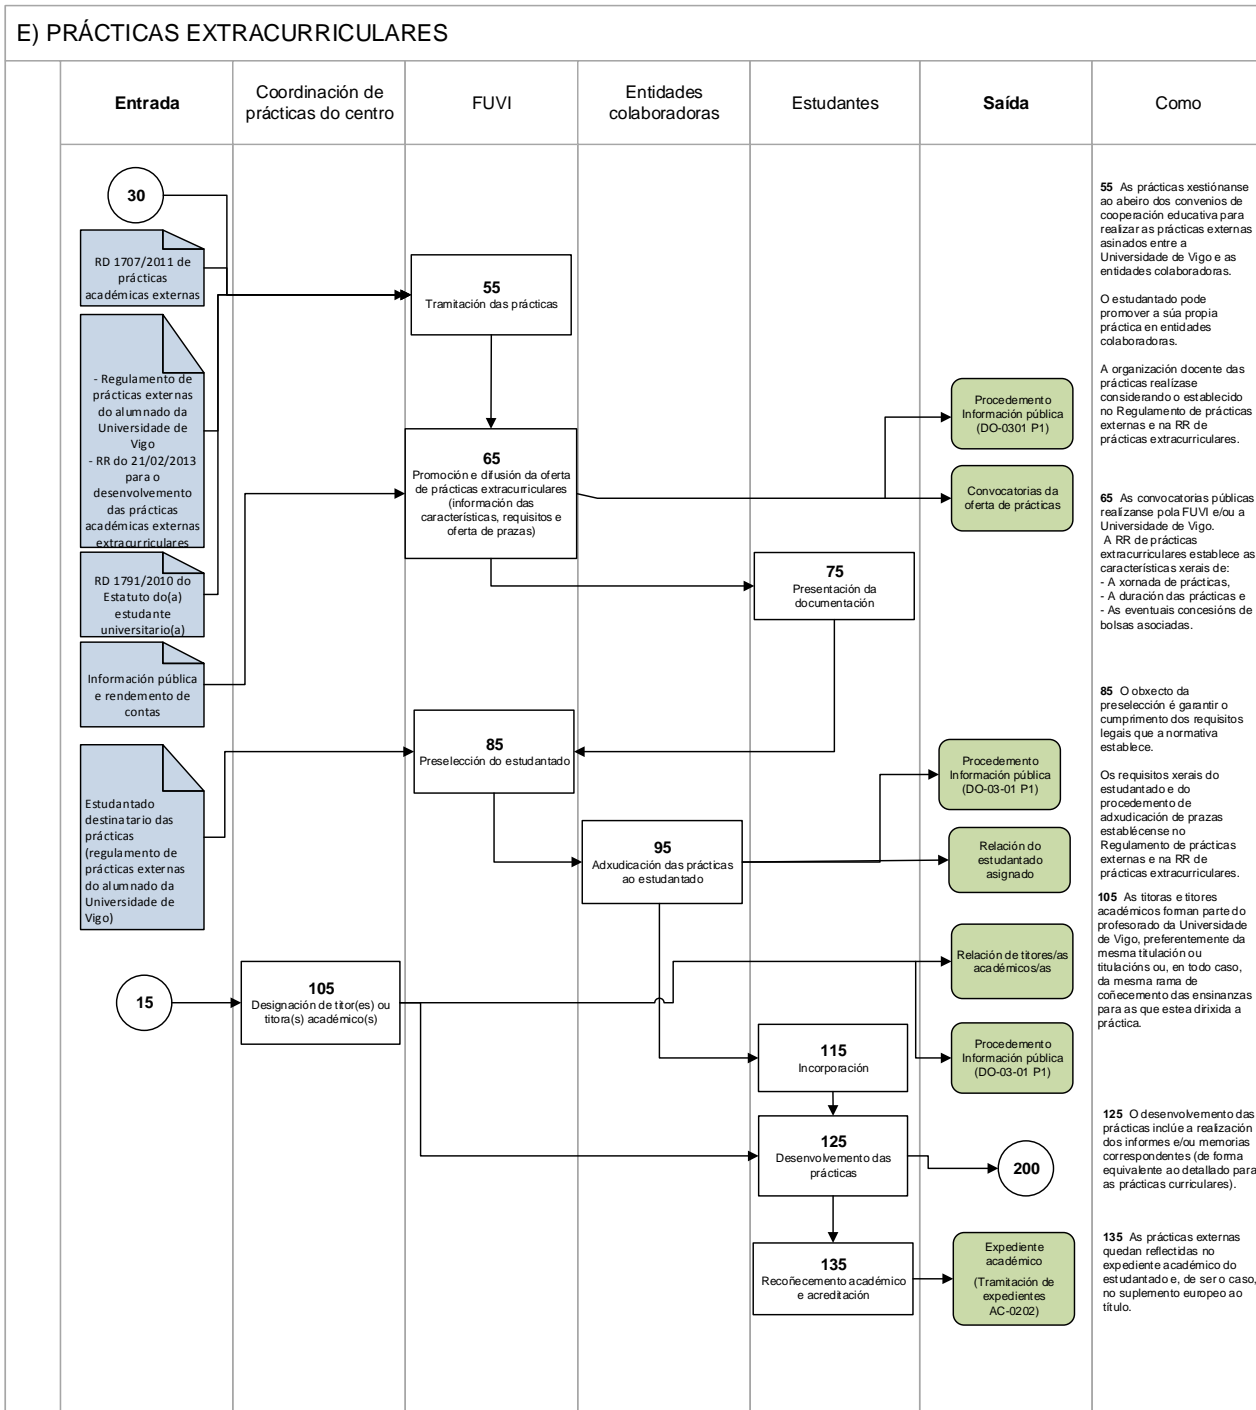 E) PRÁCTICAS EXTRACURRICULARES
Entrada
Coordinación de
prácticas do centro
FUVI
Entidades
colaboradoras
Estudantes
Saída
Como
30
RD 1707/2011 de
prácticas
académicas externas
- Regulamento de
prácticas externas
do alumnado da
Universidade de
Vigo
- RR do 21/02/2013
para o
desenvolvemento
das prácticas
académicas externas
extracurriculares
RD 1791/2010 do
Estatuto do(a)
estudante
universitario(a)
Información pública
e rendemento de
contas
Estudantado
destinatario das
prácticas
(regulamento de
prácticas externas
do alumnado da
Universidade de
Vigo)
15
105
Designación de titor(es) ou
titora(s) académico(s)
55
Tramitación das prácticas
65
Promoción e difusión da oferta
de prácticas extracurriculares
(información das
características, requisitos e
oferta de prazas)
85
Preselección do estudantado
95
Adxudicación das prácticas
ao estudantado
75
Presentación da
documentación
115
Incorporación
125
Desenvolvemento das
prácticas
135
Recoñecemento académico
e acreditación
Procedemento
Información pública
(DO-0301 P1)
Convocatorias da
oferta de prácticas
Procedemento
Información pública
(DO-03-01 P1)
Relación do
estudantado
asignado
Relación de titores/as
académicos/as
Procedemento
Información pública
(DO-03-01 P1)
200
Expediente
académico
(Tramitación de
expedientes
AC-0202)
55 As prácticas xestiónanse
ao abeiro dos convenios de
cooperación educativa para
realizar as prácticas externas
asinados entre a
Universidade de Vigo e as
entidades colaboradoras.
O estudantado pode
promover a súa propia
práctica en entidades
colaboradoras.
A organización docente das
prácticas realízase
considerando o establecido
no Regulamento de prácticas
externas e na RR de
prácticas extracurriculares.
65 As convocatorias públicas
realízanse pola FUVI e/ou a
Universidade de Vigo.
A RR de prácticas
extracurriculares establece as
características xerais de:
- A xornada de prácticas,
- A duración das prácticas e
- As eventuais concesións de
bolsas asociadas.
85 O obxecto da
preselección é garantir o
cumprimento dos requisitos
legais que a normativa
establece.
Os requisitos xerais do
estudantado e do
procedemento de
adxudicación de prazas
establécense no
Regulamento de prácticas
externas e na RR de
prácticas extracurriculares.
105 As titoras e titores
académicos forman parte do
profesorado da Universidade
de Vigo, preferentemente da
mesma titulación ou
titulacións ou, en todo caso,
da mesma rama de
coñecemento das ensinanzas
para as que estea dirixida a
práctica.
125 O desenvolvemento das
prácticas inclúe a realización
dos informes e/ou memorias
correspondentes (de forma
equivalente ao detallado para
as prácticas curriculares).
135 As prácticas externas
quedan reflectidas no
expediente académico do
estudantado e, de ser o caso,
no suplemento europeo ao
título.